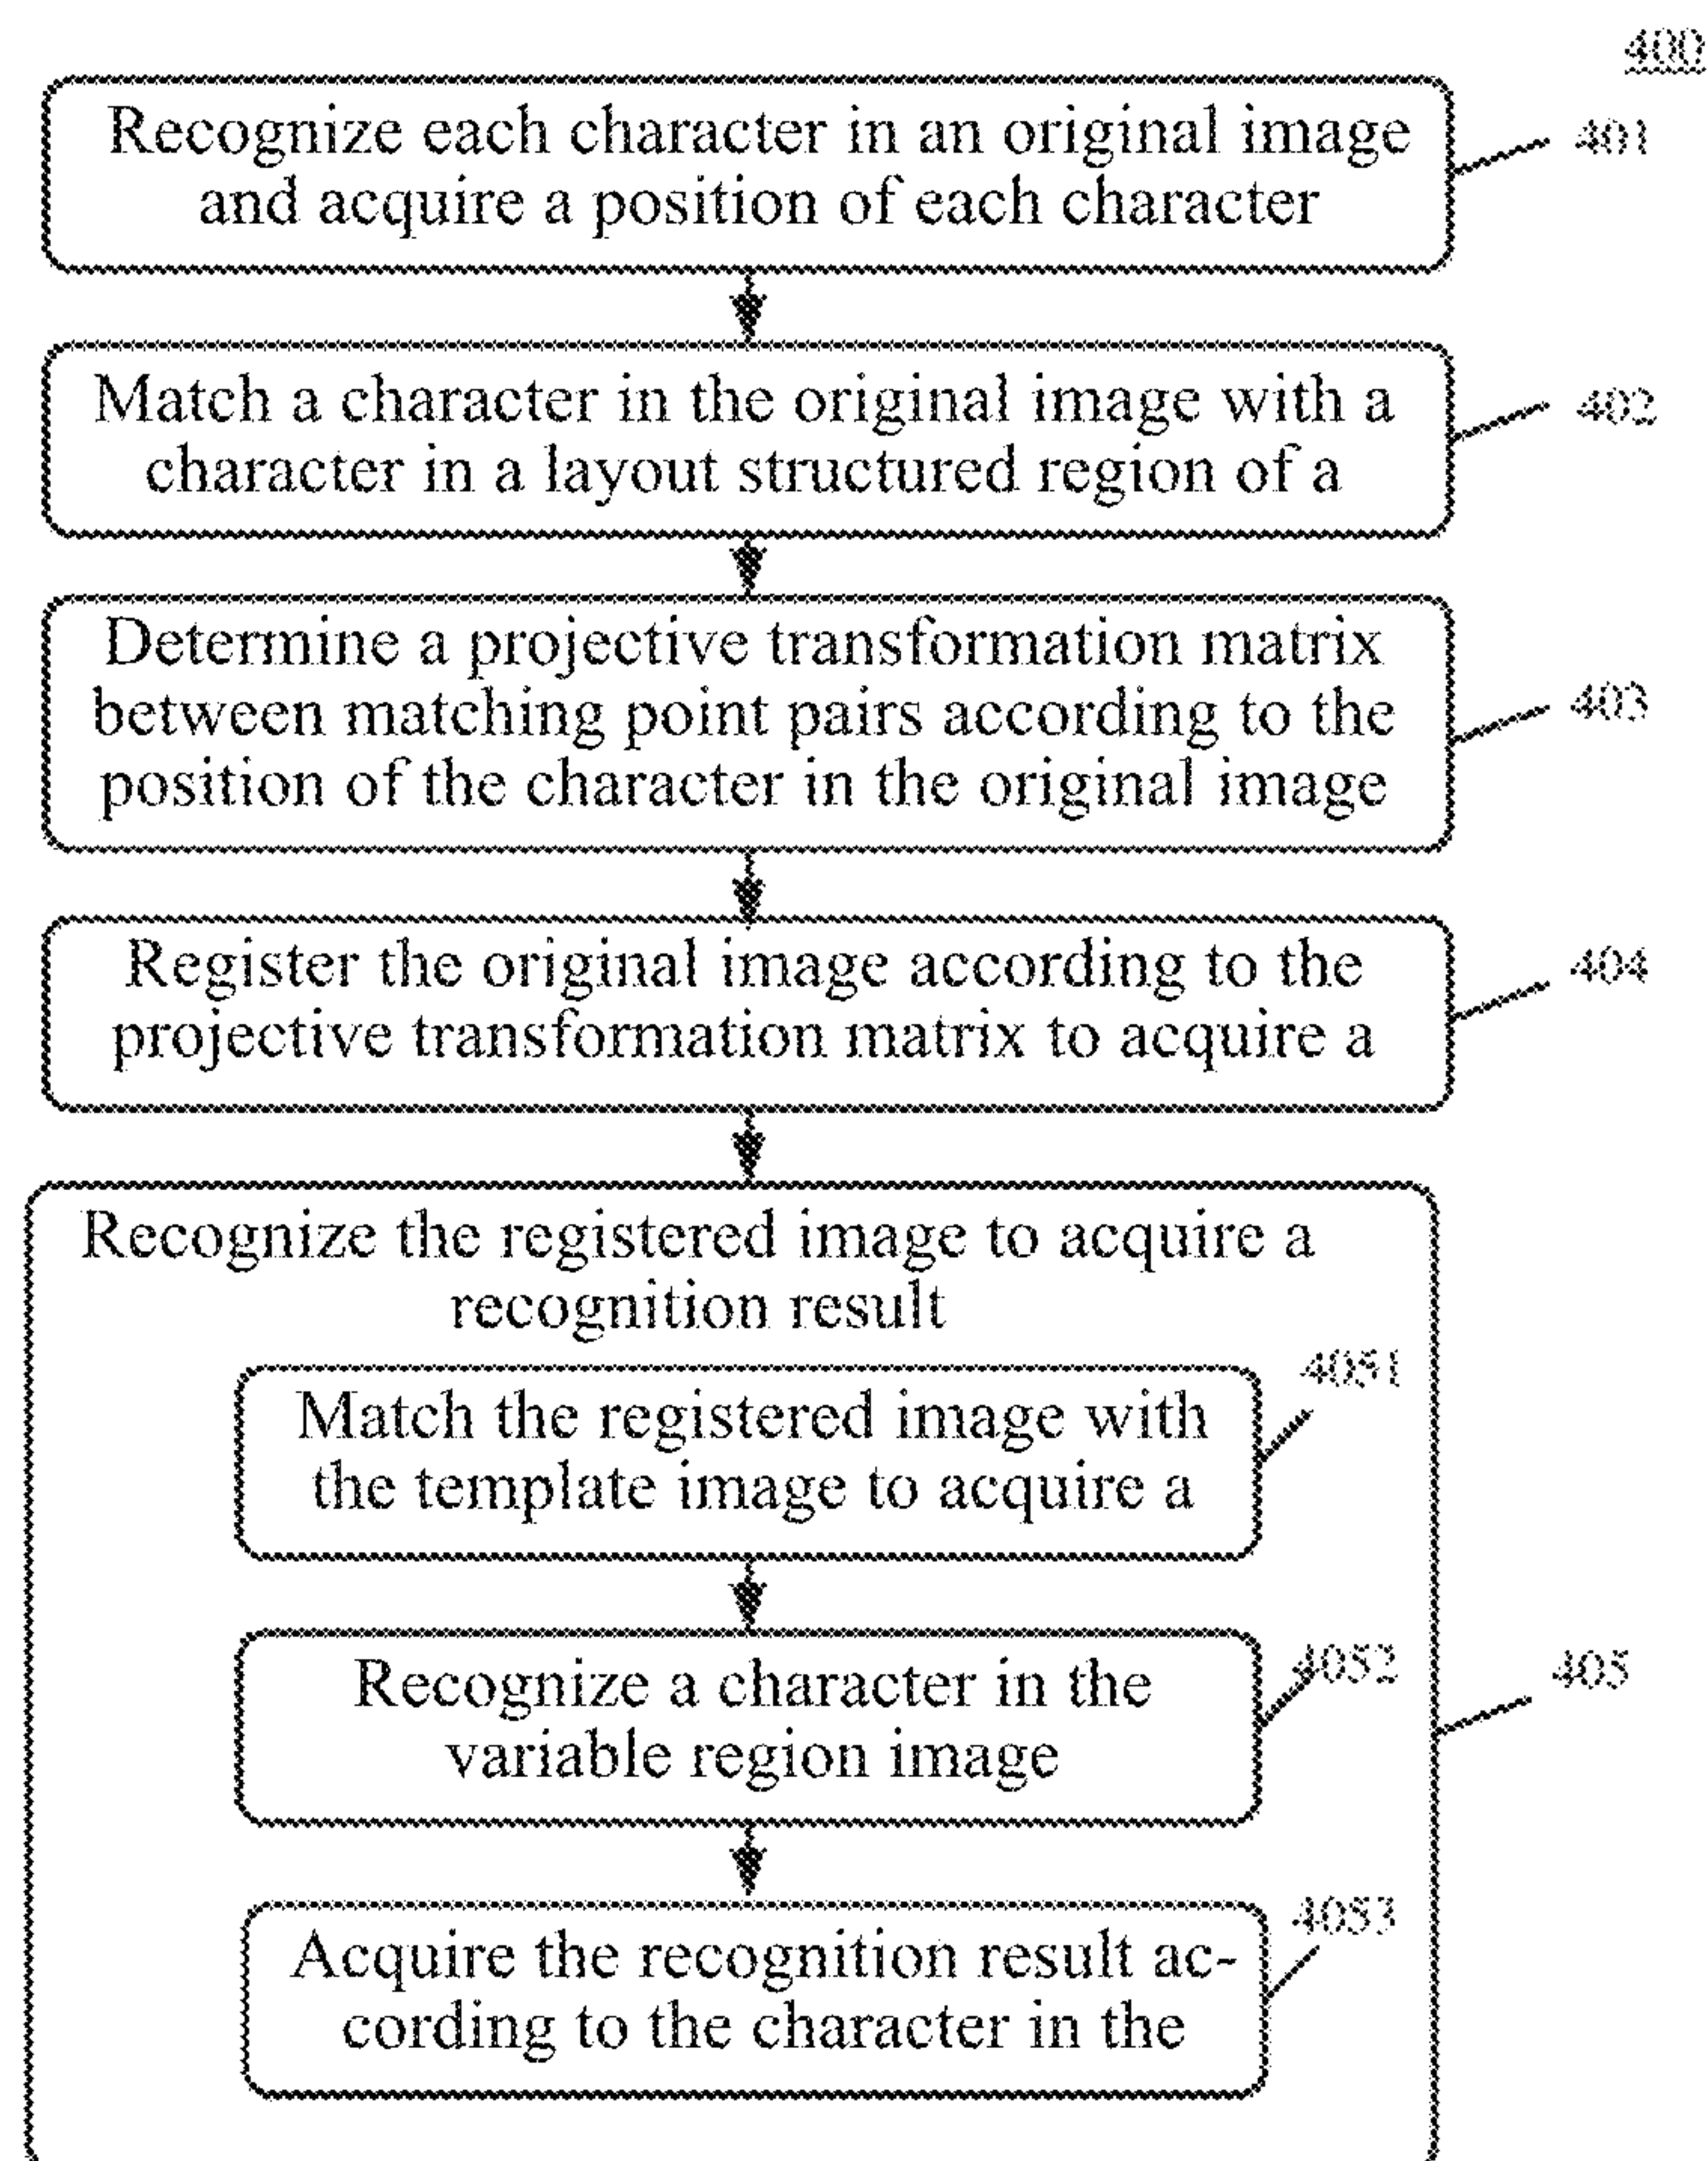 400
Recognize each character in an original image
and acquire a position of each character
401
Match a character in the original image with a
character in a layout structured region of a
402
Determine a projective transformation matrix
between matching point pairs according to the
position of the character in the original image
403
Register the original image according to the
projective transformation matrix to acquire a
404
Recognize the registered image to acquire a
recognition result
4051
Match the registered image with
the template image to acquire a
4052
Recognize a character in the
variable region image
405
4053
Acquire the recognition result ac-
cording to the character in the